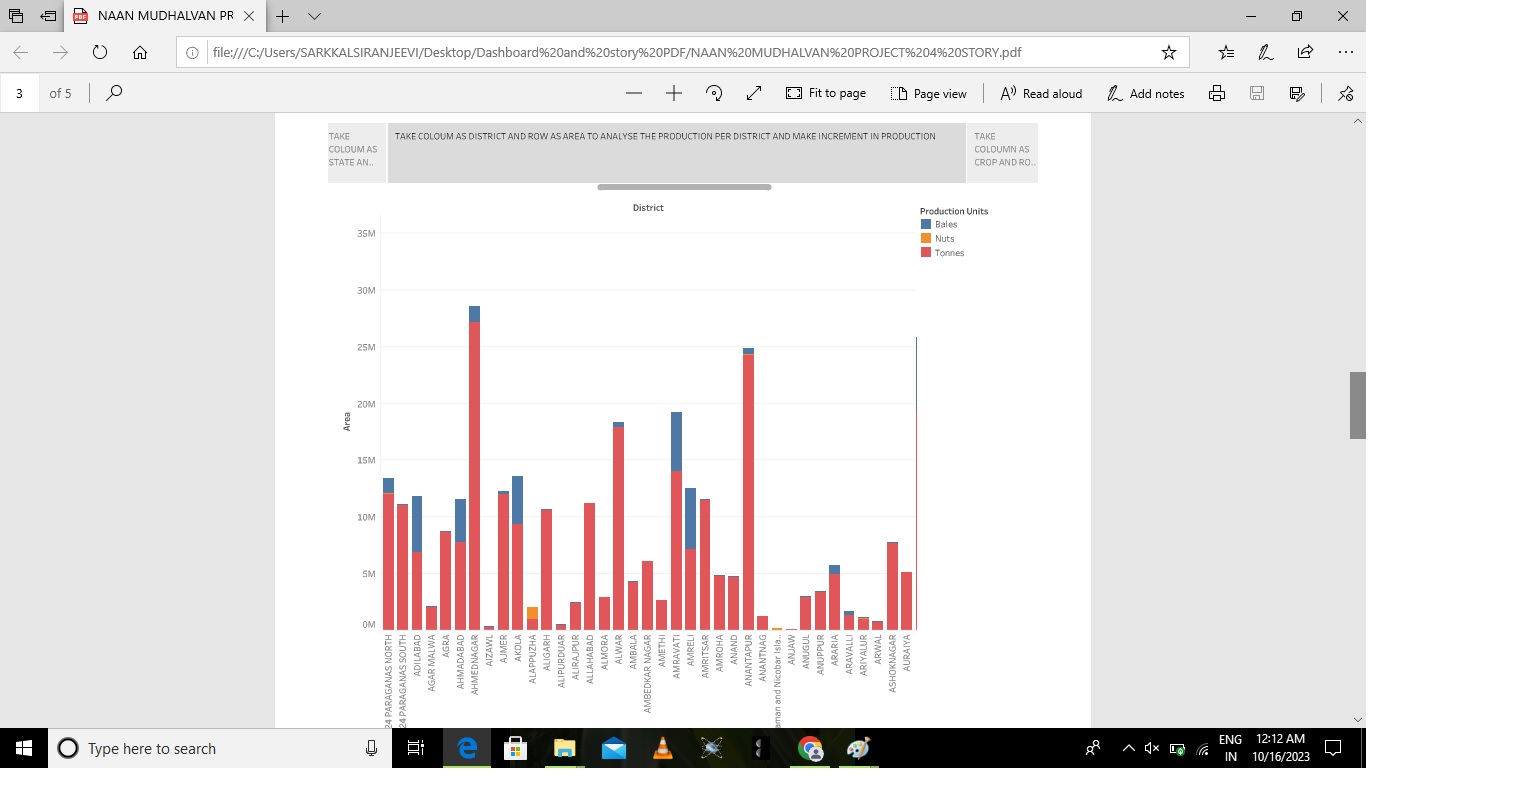 NAAN MUDHALVAN PR
file:///C:/Users/SARKKALSIRANJEEVI/Desktop/Dashboard%20and%20story%20PDF/NAAN%20MUDHALVAN%20PROJECT%204%20STORY.pdf
3 of 5
Fit to page
Page view
Read aloud
Add notes
TAKE
COLOUM AS
STATE AN..
TAKE COLOUM AS DISTRICT AND ROW AS AREA TO ANALYSE THE PRODUCTION PER DISTRICT AND MAKE INCREMENT IN PRODUCTION
TAKE
COLOUMN AS
CROP AND RO..
District
Production Units
Bales
Nuts
Tonnes
35M
30M
25M
20M
15M
10M
5M
0M
Area
24 PARAGANAS NORTH
24 PARAGANAS SOUTH
ADILABAD
AGAR MALWA
AGRA
AHMADABAD
AHMEDNAGAR
AIZAWL
AJMER
AKOLA
ALAPPUZHA
ALIGARH
ALIPURDUAR
ALIRAJPUR
ALLAHABAD
ALMORA
ALWAR
AMBALA
AMBEDKAR NAGAR
AMETHI
AMRAVATI
AMRELI
AMRITSAR
AMROHA
ANAND
ANANTAPUR
ANANTNAG
aman and Nicobar Isla..
ANJAW
ANUGUL
ANUPPUR
ARARIA
ARAVALLI
ARIYALUR
ARWAL
ASHOKNAGAR
AURAIYA
Type here to search
ENG
IN
12:12 AM
10/16/2023